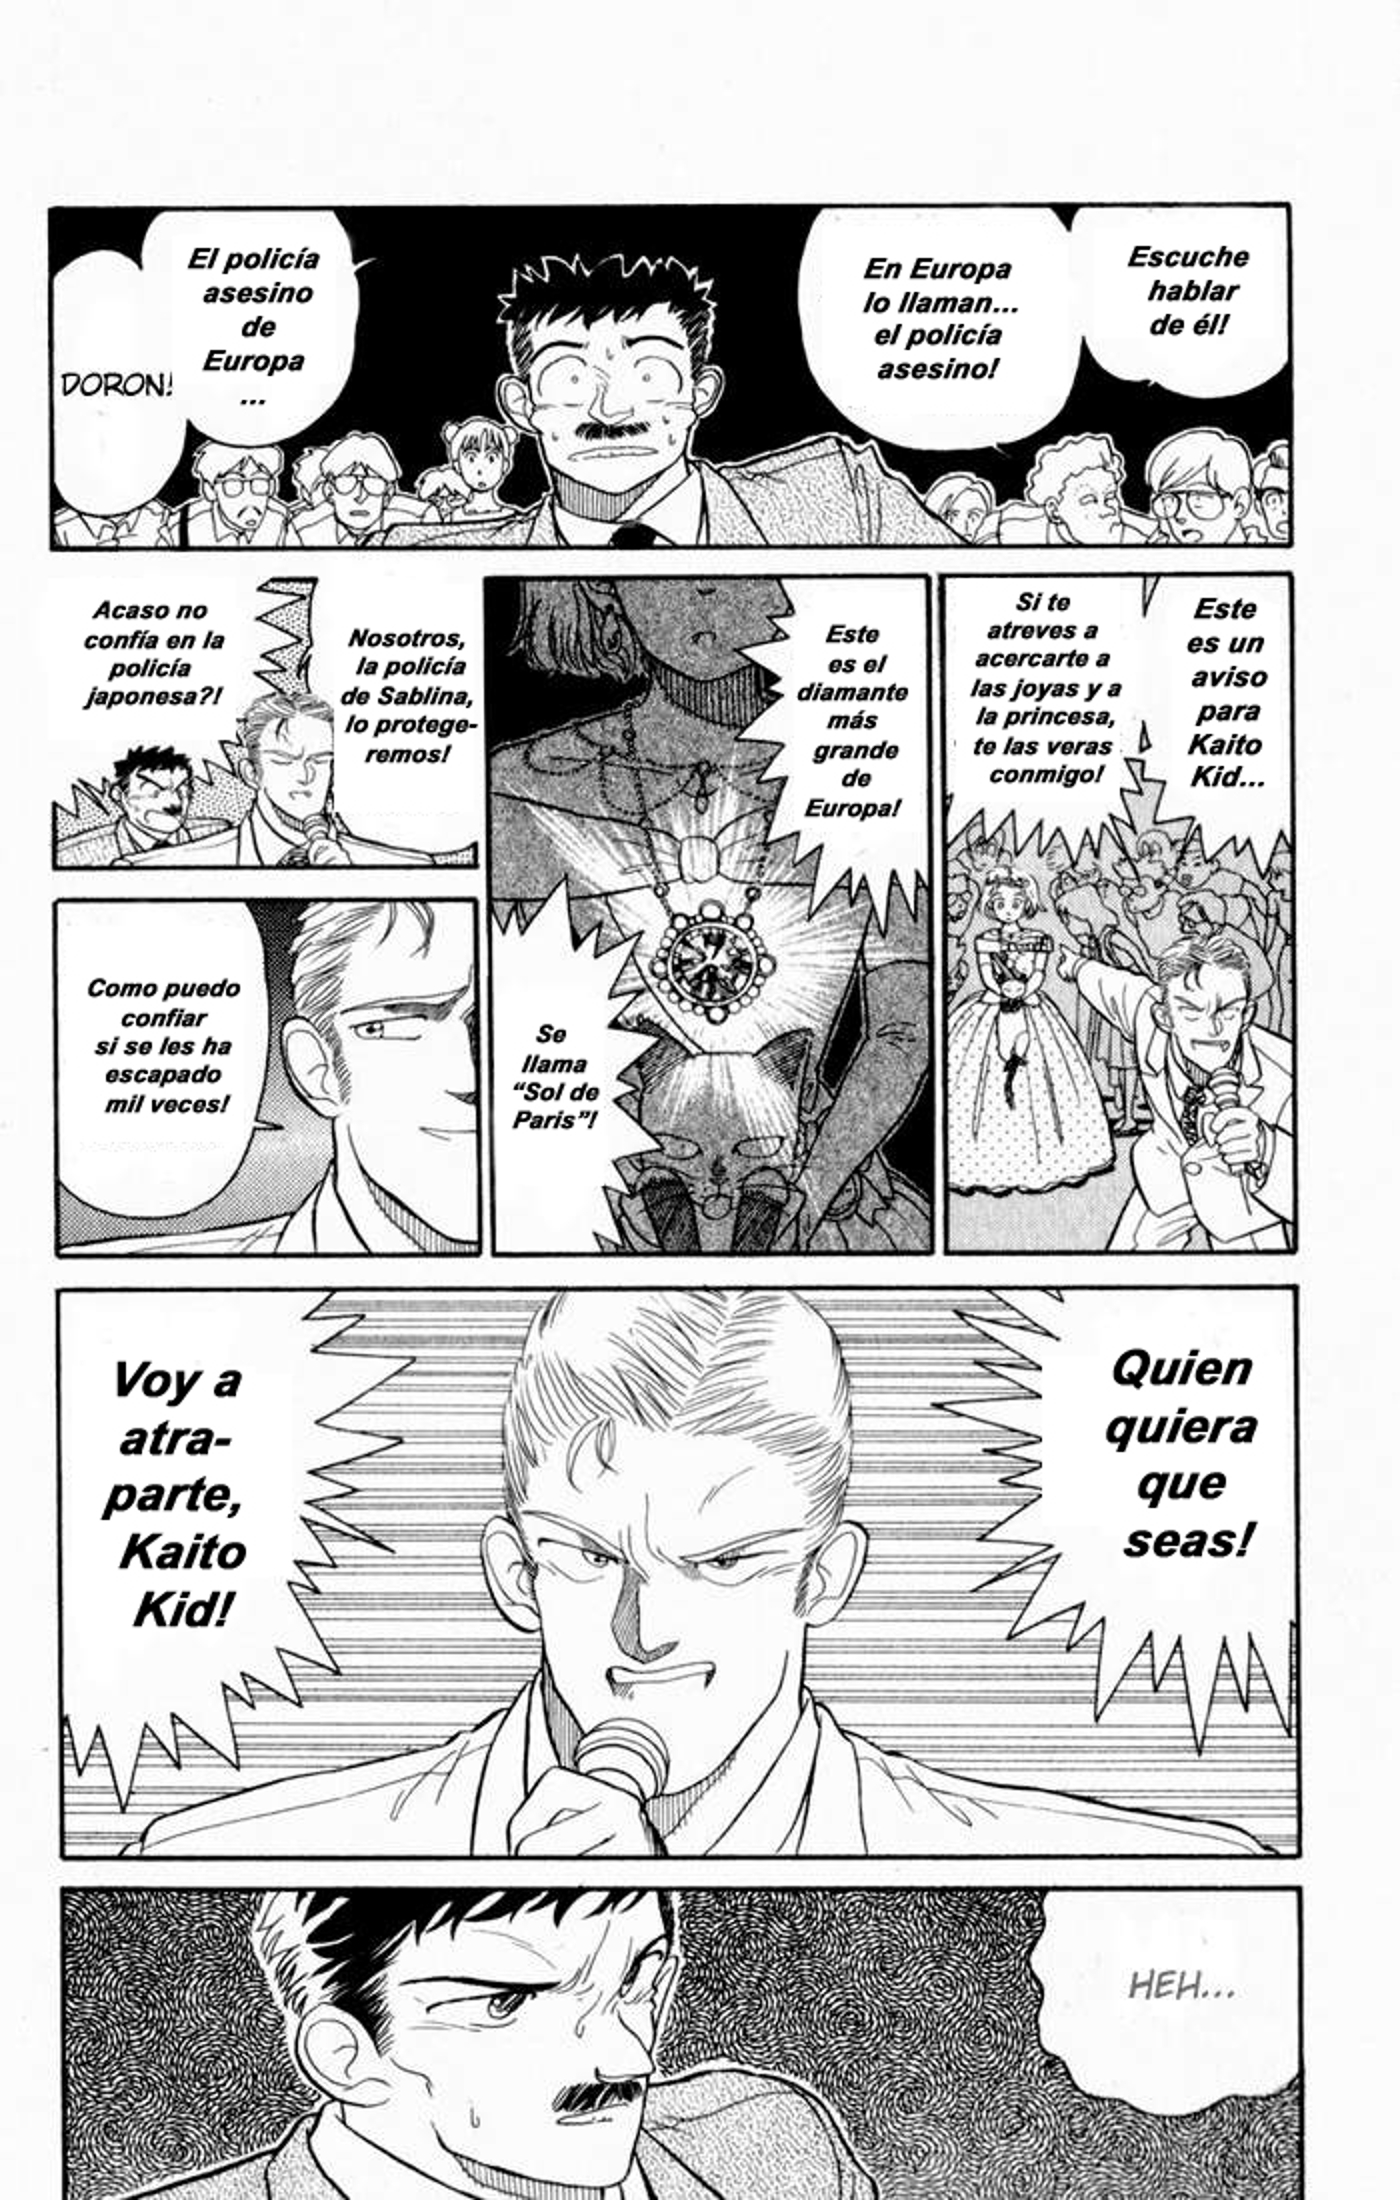 Escuche
hablar
de él!
En Europa
lo llaman...
el policía
asesino!
El policía
asesino
de
Europa
...
DORON!
Este
es un
aviso
para
Kaito
Kid...
Si te
atreves a
acercarte a
las joyas y a
la princesa,
te las veras
conmigo!
Este
es el
diamante
más
grande
de
Europa!
Se
llama
“Sol de
Paris”!
Nosotros,
la policía
de Sablina,
lo protege-
remos!
Acaso no
confía en la
policía
japonesa?!
Como puedo
confiar
si se les ha
escapado
mil veces!
Quien
quiera
que
seas!
Voy a
atra-
parte,
Kaito
Kid!
HEH...